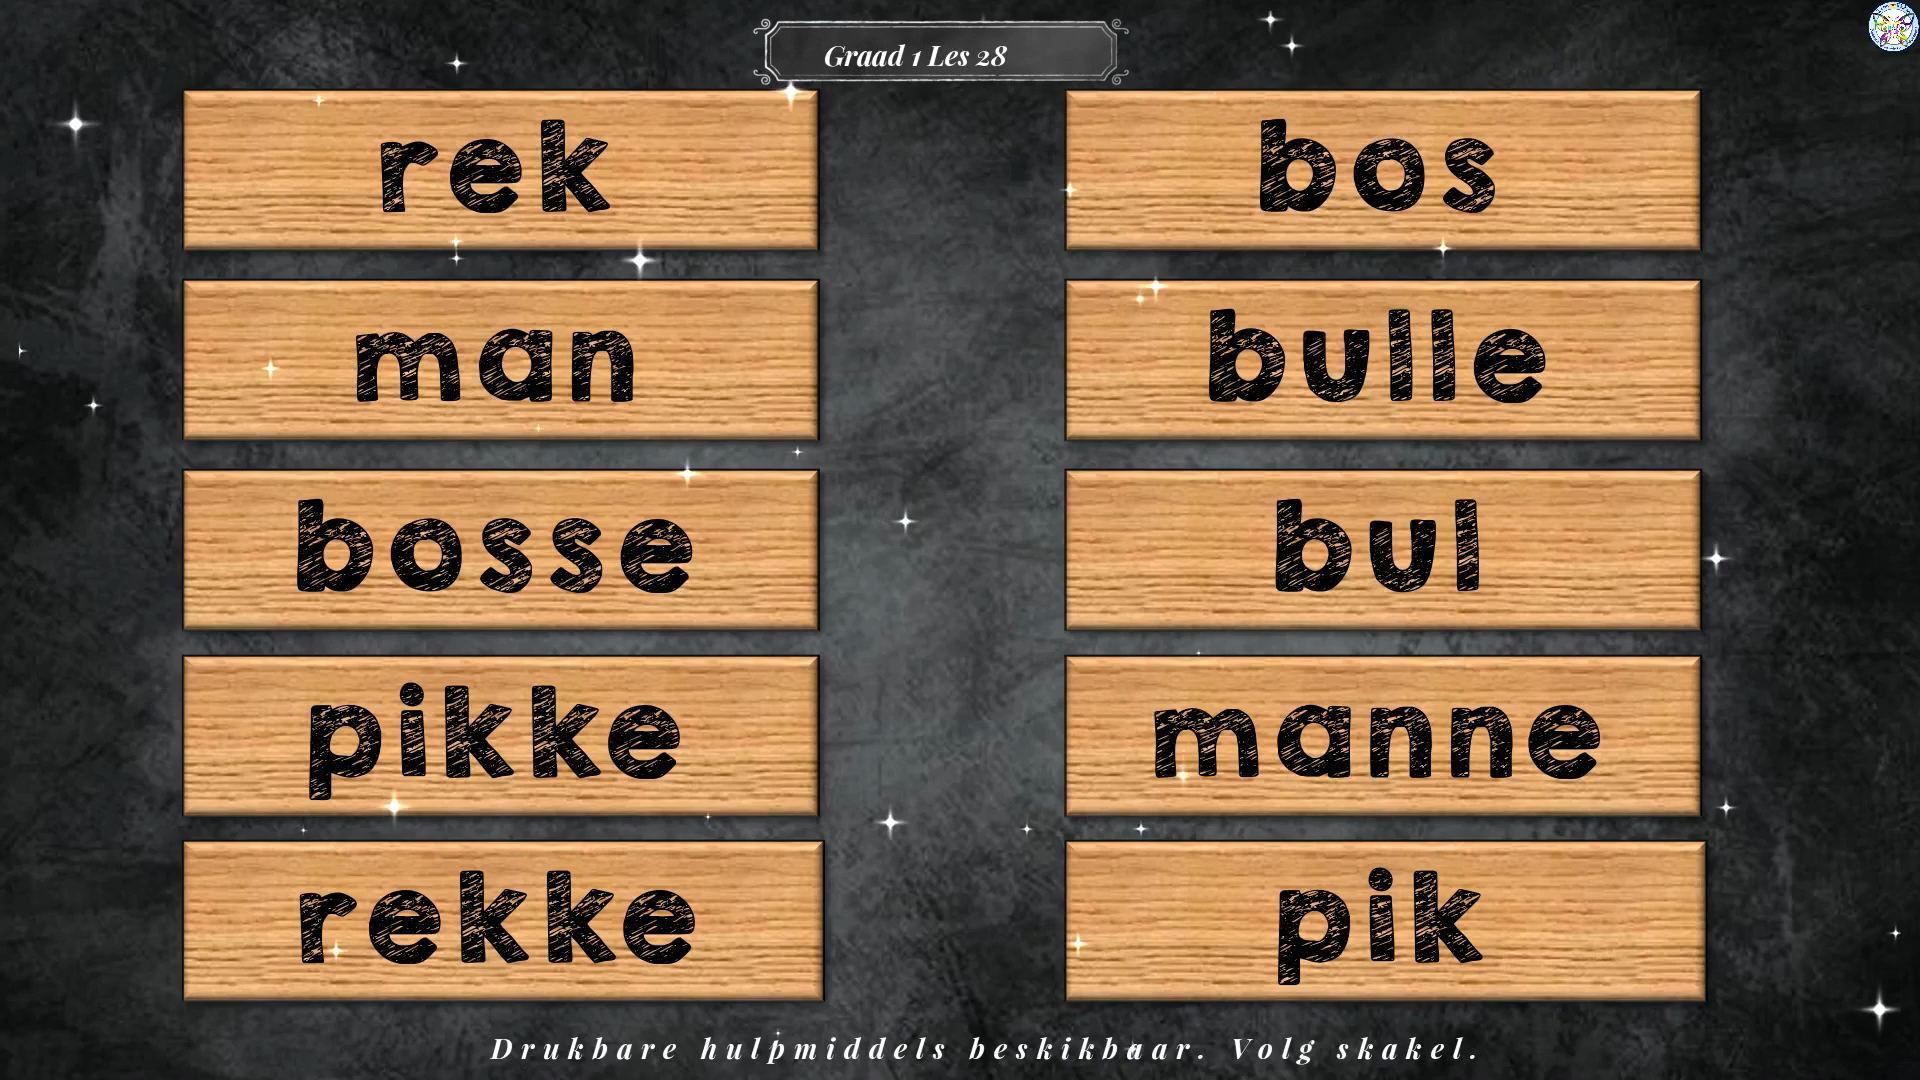 Graad 1 Les 28
rek
bos
man
bulle
bosse
bul
pikke
manne
rekke
pik
Drukbare hulpmiddels beskikbaar. Volg skakel.